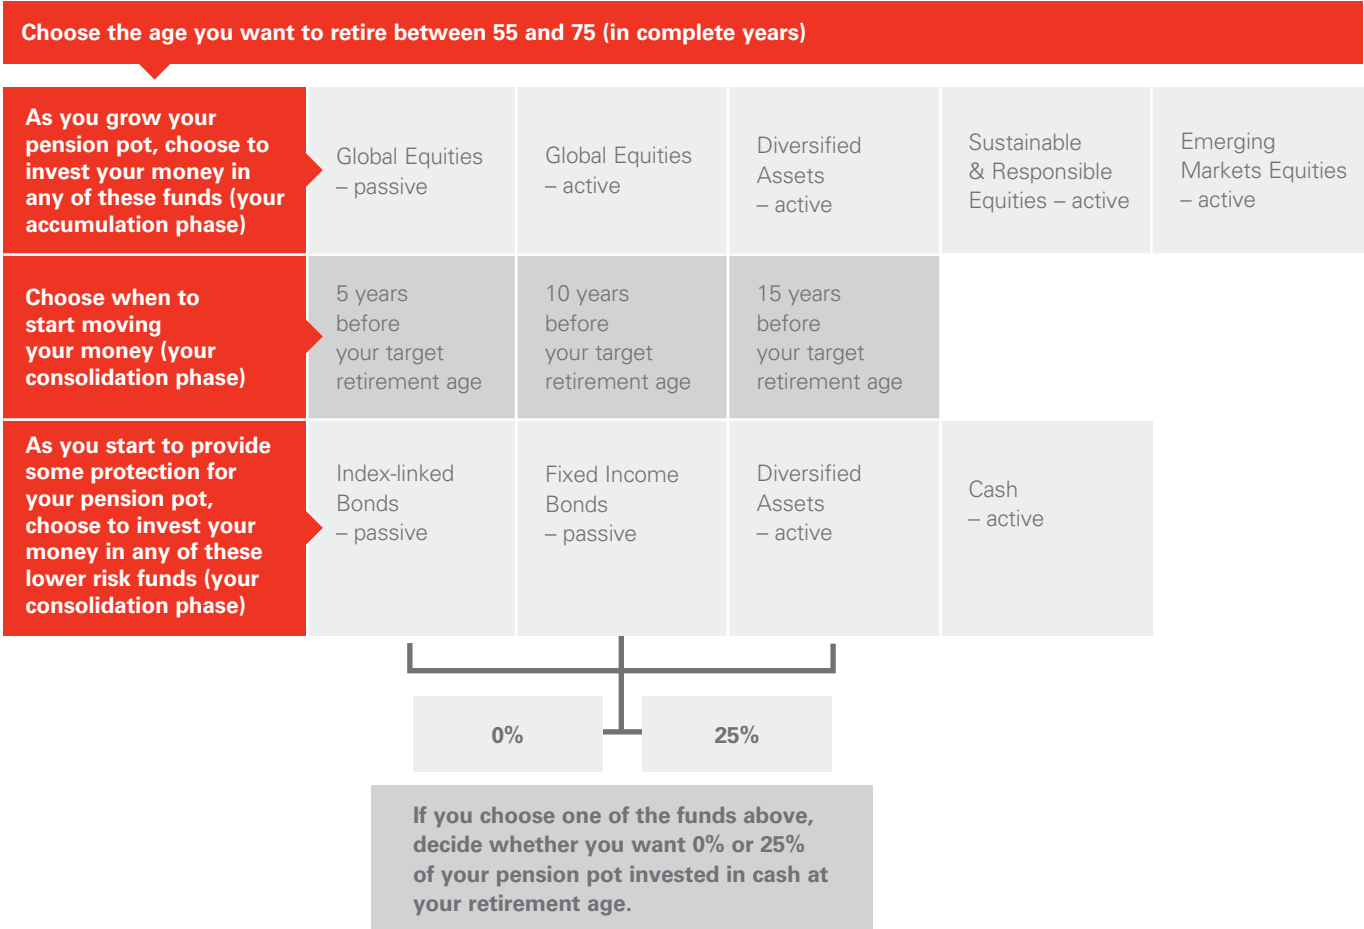 Choose the age you want to retire between 55 and 75 (in complete years)
As you grow your
pension pot, choose to
invest your money in
any of these funds (your
accumulation phase)
Global Equities
– passive
Global Equities
– active
Diversified
Assets
– active
Sustainable
& Responsible
Equities – active
Emerging
Markets Equities
– active
Choose when to
start moving
your money (your
consolidation phase)
5 years
before
your target
retirement age
10 years
before
your target
retirement age
15 years
before
your target
retirement age
As you start to provide
some protection for
your pension pot,
choose to invest your
money in any of these
lower risk funds (your
consolidation phase)
Index-linked
Bonds
– passive
Fixed Income
Bonds
– passive
Diversified
Assets
– active
Cash
– active
0%
25%
If you choose one of the funds above,
decide whether you want 0% or 25%
of your pension pot invested in cash at
your retirement age.